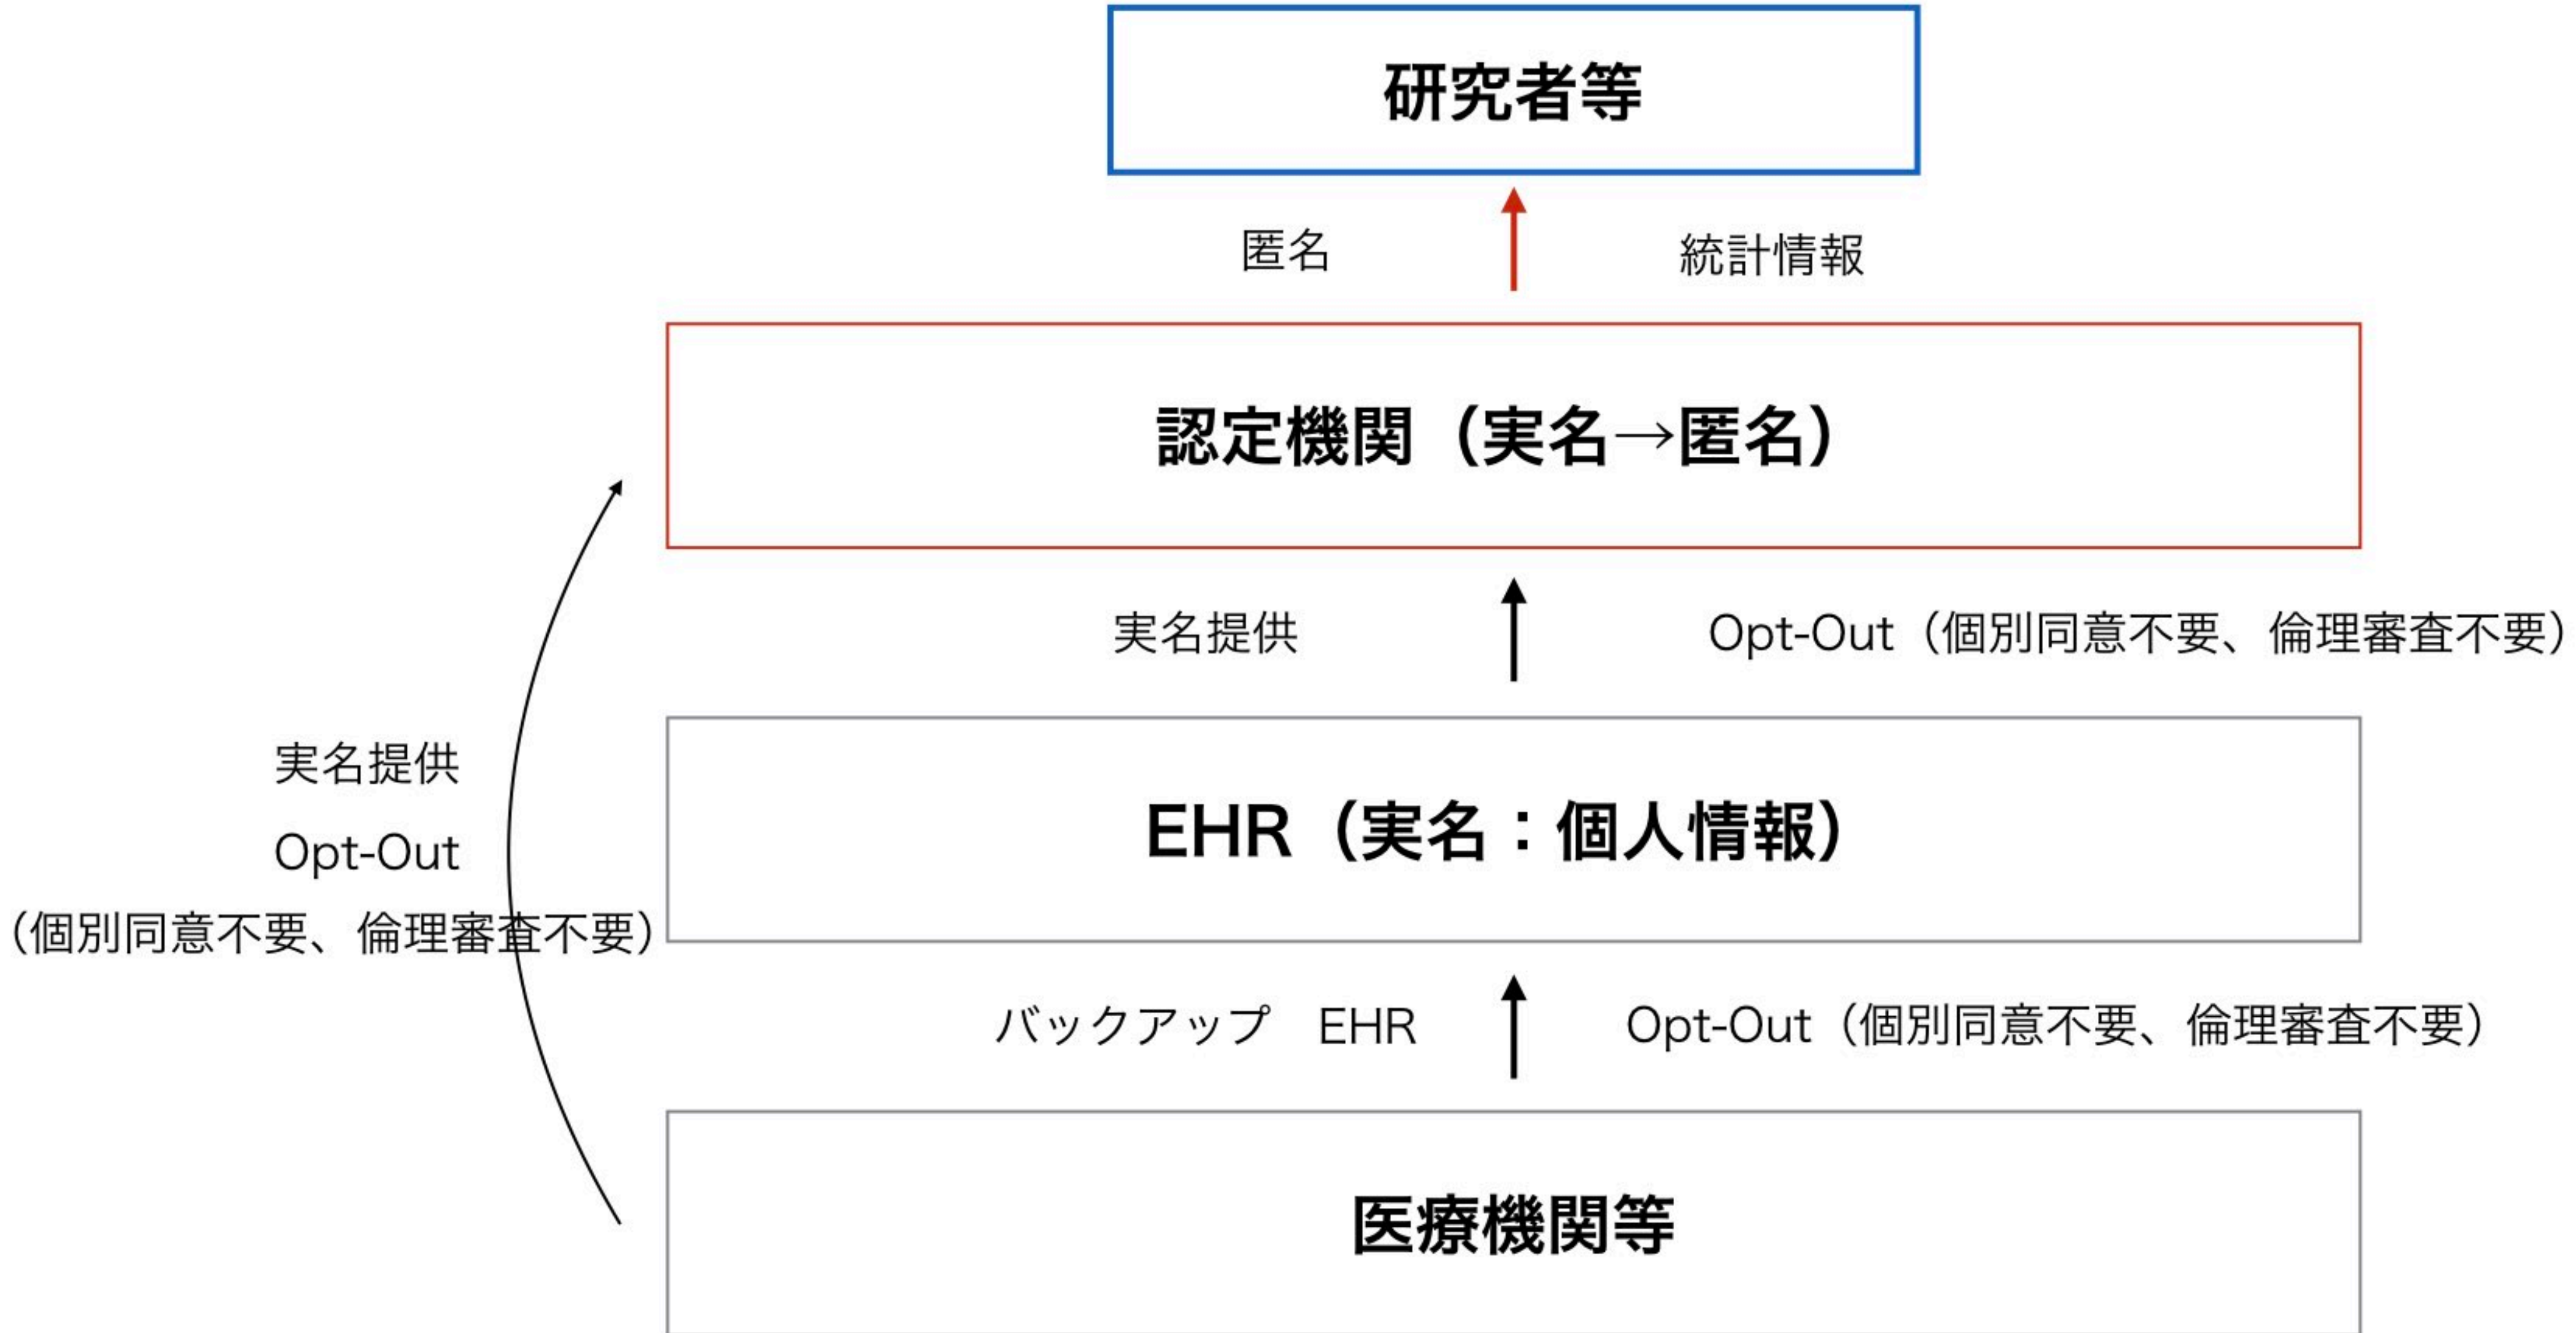 研究者等
匿名
統計情報
認定機関（実名→匿名）
実名提供
Opt-Out（個別同意不要、倫理審査不要）
実名提供
Opt-Out
（個別同意不要、倫理審査不要）
EHR（実名：個人情報）
バックアップ　EHR
Opt-Out（個別同意不要、倫理審査不要）
医療機関等